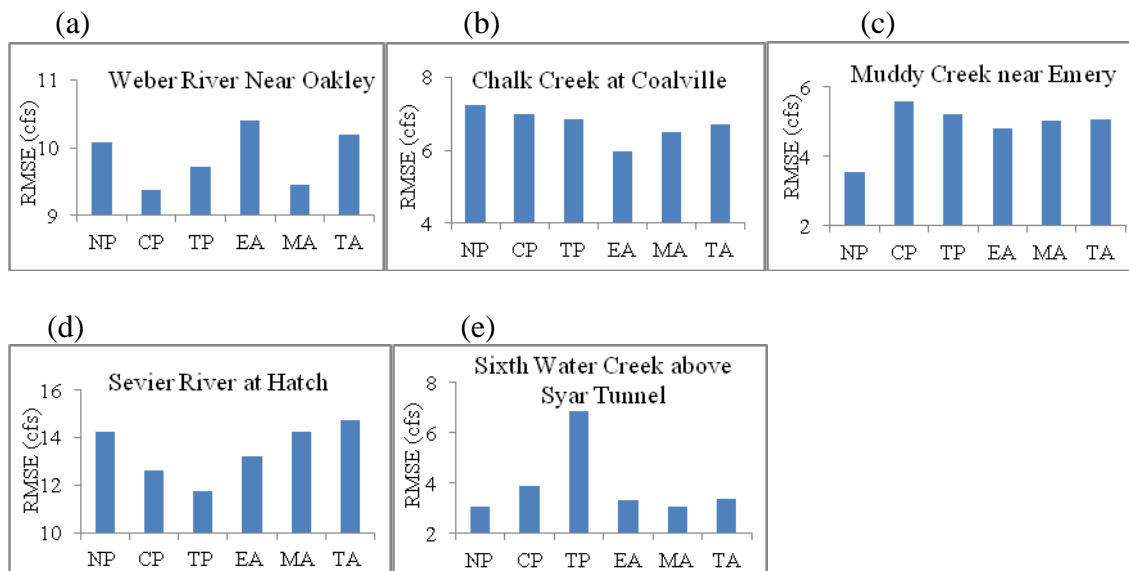 (a)
Weber River Near Oakley
RMSE (cfs)
11
10
9
NP CP TP EA MA TA
(b)
Chalk Creek at Coalville
RMSE (cfs)
8
6
4
NP CP TP EA MA TA
(c)
Muddy Creek near Emery
RMSE (cfs)
6
4
2
NP CP TP EA MA TA
(d)
Sevier River at Hatch
RMSE (cfs)
16
14
12
10
NP CP TP EA MA TA
(e)
Sixth Water Creek above
Syar Tunnel
RMSE (cfs)
8
6
4
2
NP CP TP EA MA TA